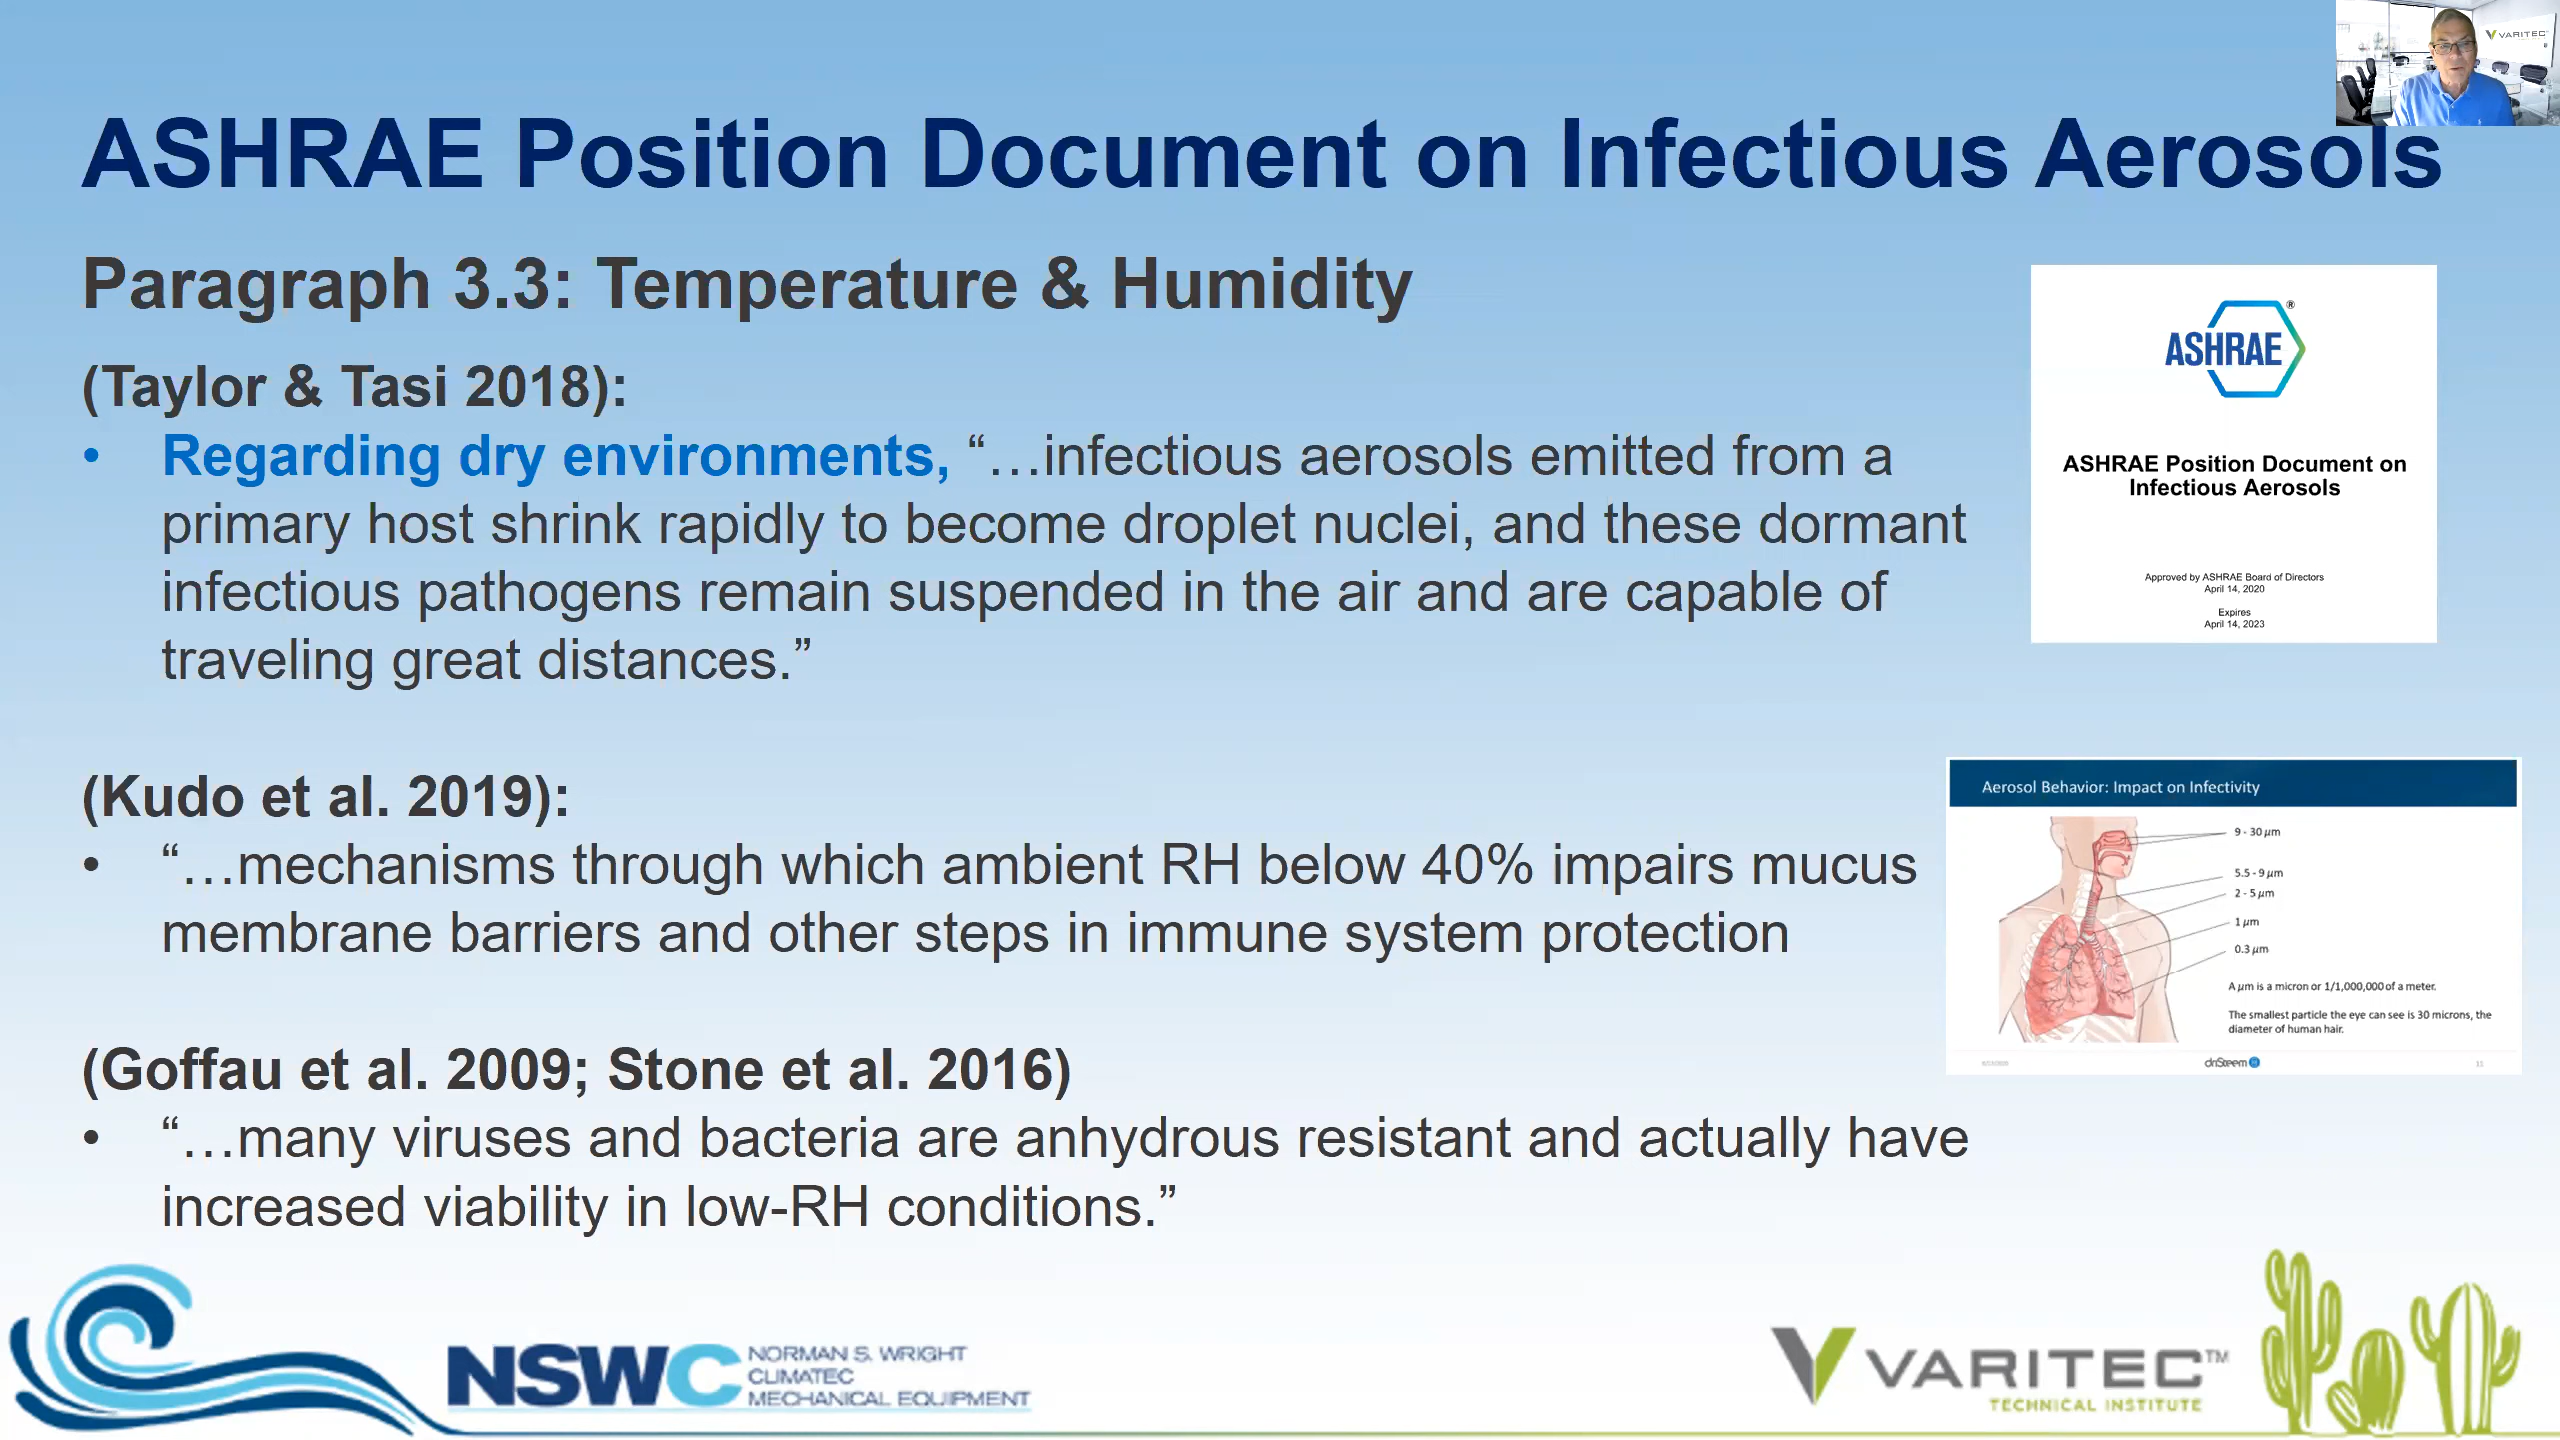 VARITEC
ASHRAE Position Document on Infectious Aerosols
Paragraph 3.3: Temperature & Humidity
(Taylor & Tasi 2018):
• Regarding dry environments, “…infectious aerosols emitted from a
primary host shrink rapidly to become droplet nuclei, and these dormant
infectious pathogens remain suspended in the air and are capable of
traveling great distances.”
(Kudo et al. 2019):
• “…mechanisms through which ambient RH below 40% impairs mucus
membrane barriers and other steps in immune system protection
(Goffau et al. 2009; Stone et al. 2016)
• “…many viruses and bacteria are anhydrous resistant and actually have
increased viability in low-RH conditions.”
ASHRAE®
ASHRAE Position Document on
Infectious Aerosols
Approved by ASHRAE Board of Directors
April 14, 2020
Expires
April 14, 2023
Aerosol Behavior: Impact on Infectivity
9 - 30 µm
5.5 - 9 µm
2 - 5 µm
1 µm
0.3 µm
A µm is a micron or 1/1,000,000 of a meter.
The smallest particle the eye can see is 30 microns, the
diameter of human hair.
driSteem
11
NSWC
NORMAN S. WRIGHT
CLIMATEC
MECHANICAL EQUIPMENT
VARITEC™
TECHNICAL INSTITUTE